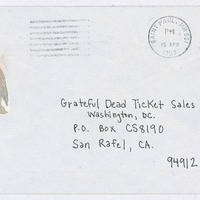 SAINT PAUL, MN 551
PM
15 APR
Grateful Dead Ticket Sales
Washington, DC.
P.O. Box CS8190
San Rafel, CA.
94912